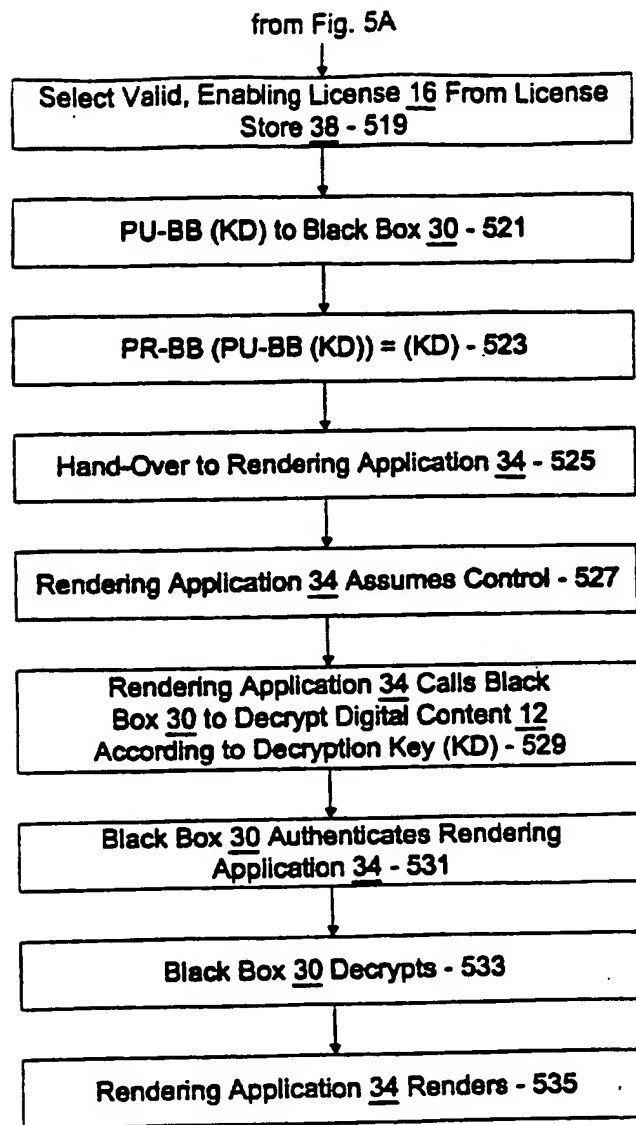 from Fig. 5A
Select Valid, Enabling License 16 From License
Store 38 - 519
PU-BB (KD) to Black Box 30 - 521
PR-BB (PU-BB (KD)) = (KD) - 523
Hand-Over to Rendering Application 34 - 525
Rendering Application 34 Assumes Control - 527
Rendering Application 34 Calls Black
Box 30 to Decrypt Digital Content 12
According to Decryption Key (KD) - 529
Black Box 30 Authenticates Rendering
Application 34 - 531
Black Box 30 Decrypts - 533
Rendering Application 34 Renders - 535